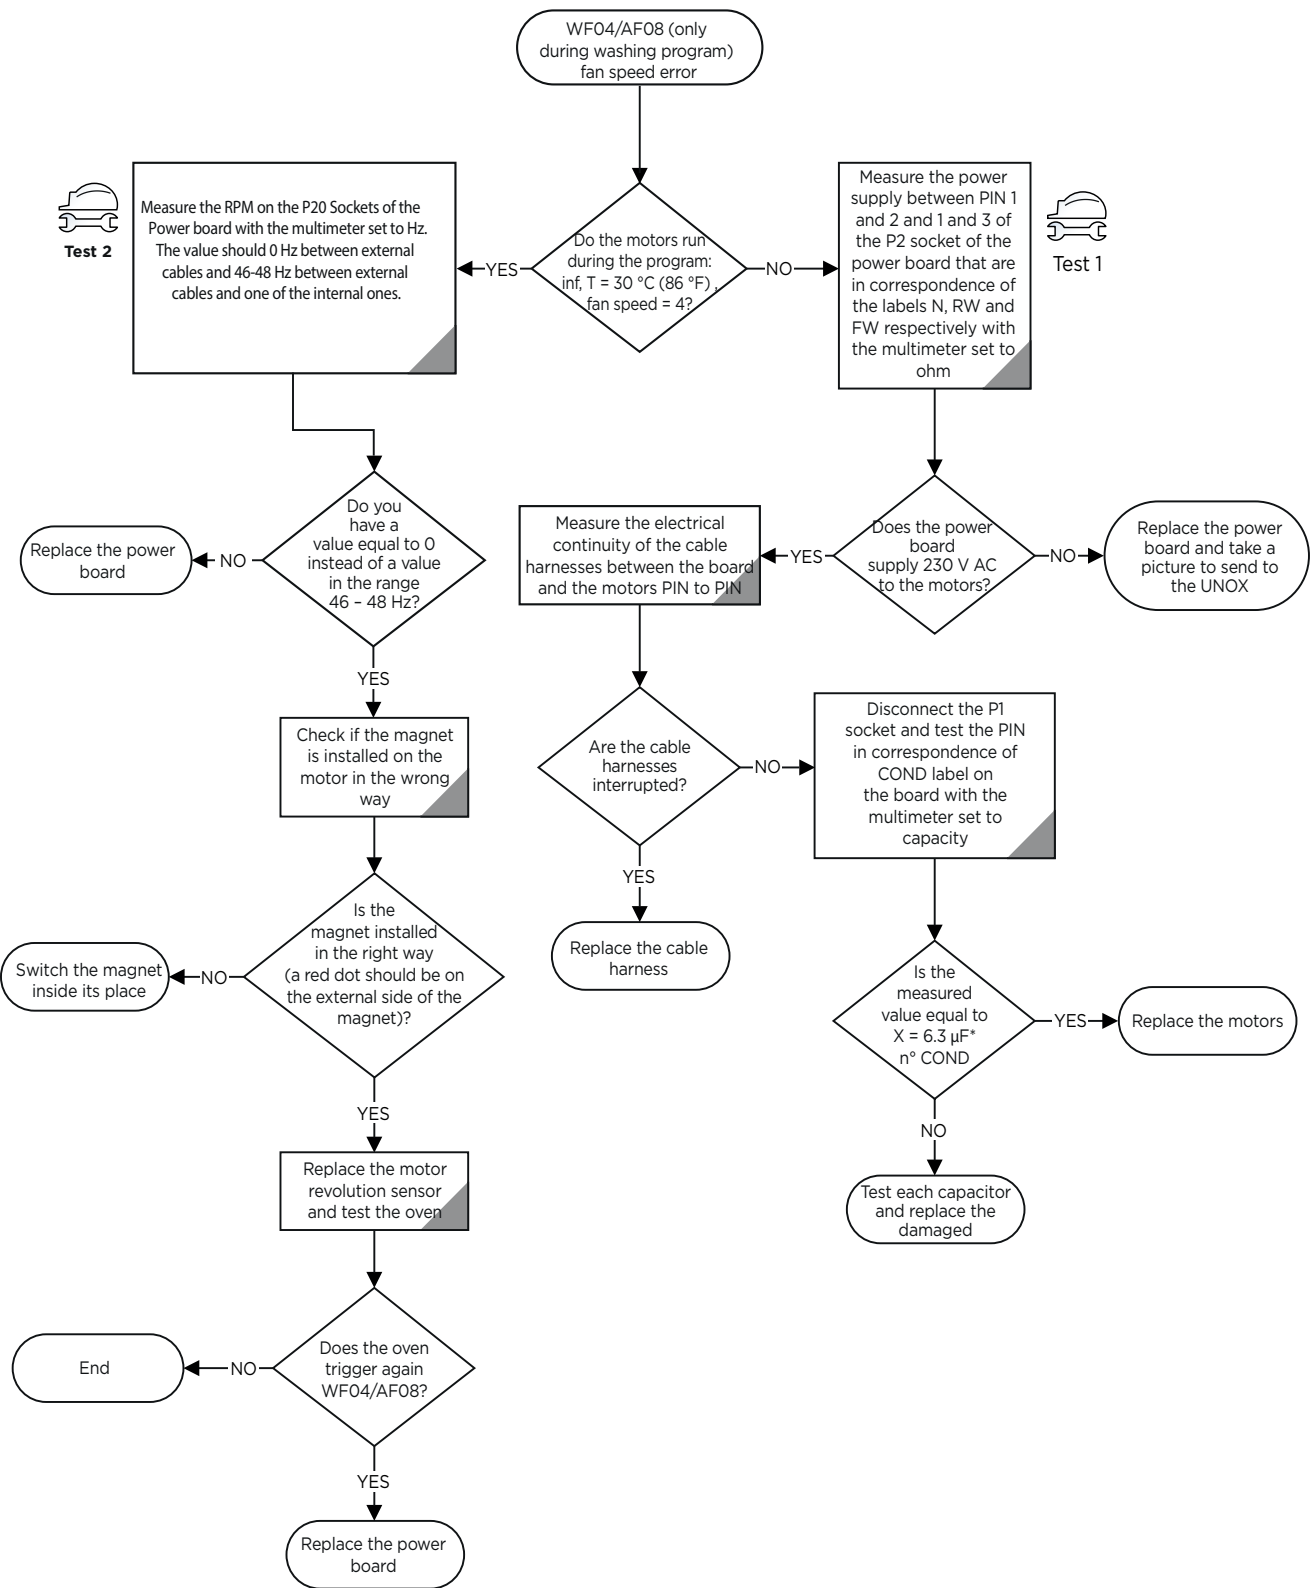 WF04/AF08 (only
during washing program)
fan speed error
Test 2
Measure the RPM on the P20 Sockets of the
Power board with the multimeter set to Hz.
The value should 0 Hz between external
cables and 46-48 Hz between external
cables and one of the internal ones.
YES
Do the motors run
during the program:
inf, T = 30 °C (86 °F) ,
fan speed = 4?
NO
Measure the power
supply between PIN 1
and 2 and 1 and 3 of
the P2 socket of the
power board that are
in correspondence of
the labels N, RW and
FW respectively with
the multimeter set to
ohm
Test 1
Replace the power
board
NO
Do you
have a
value equal to 0
instead of a value
in the range
46 – 48 Hz?
YES
Measure the electrical
continuity of the cable
harnesses between the board
and the motors PIN to PIN
YES
Does the power
board
supply 230 V AC
to the motors?
NO
Replace the power
board and take a
picture to send to
the UNOX
Check if the magnet
is installed on the
motor in the wrong
way
Are the cable
harnesses
interrupted?
NO
Disconnect the P1
socket and test the PIN
in correspondence of
COND label on
the board with the
multimeter set to
capacity
YES
Replace the cable
harness
Switch the magnet
inside its place
NO
Is the
magnet installed
in the right way
(a red dot should be on
the external side of the
magnet)?
YES
Is the
measured
value equal to
X = 6.3 µF*
n° COND
YES
Replace the motors
NO
Test each capacitor
and replace the
damaged
Replace the motor
revolution sensor
and test the oven
End
NO
Does the oven
trigger again
WF04/AF08?
YES
Replace the power
board